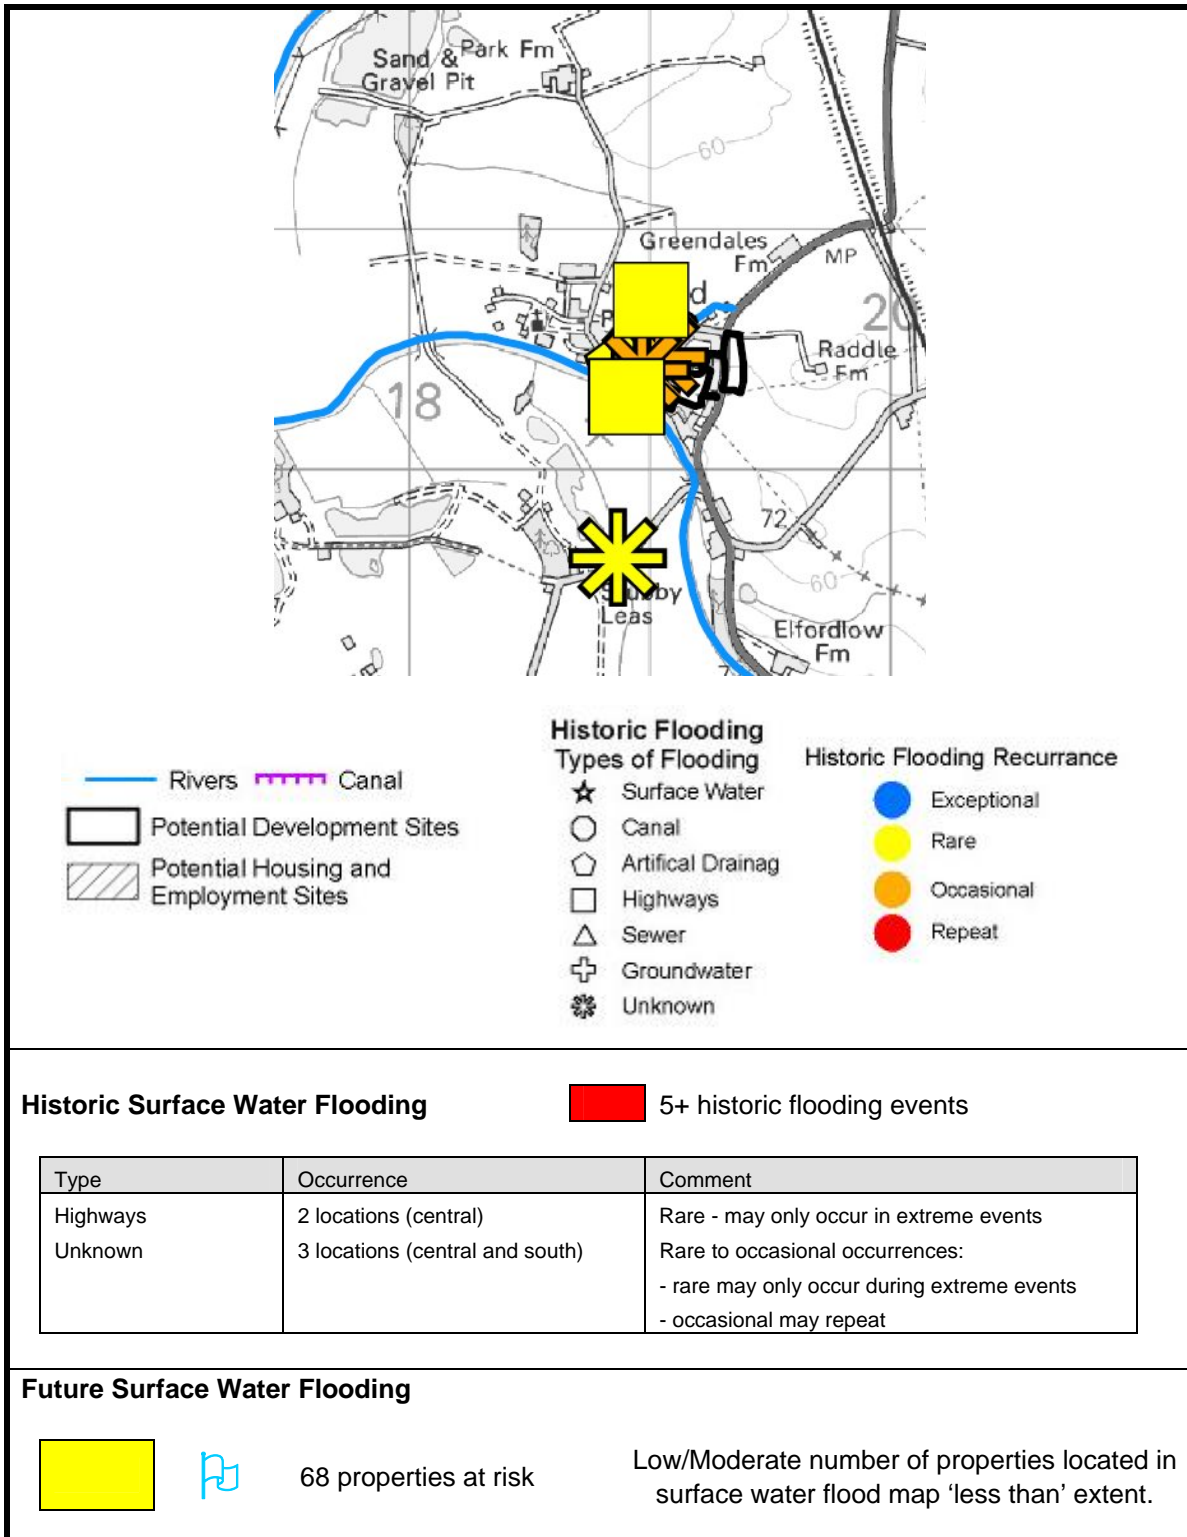 Park Fm
Sand &
Gravel Pit
60
Greendales
Fm
MP
d
20
Raddle
Fm
18
72
60
Leas
Elfordlow
Fm
Rivers
Canal
Potential Development Sites
Potential Housing and
Employment Sites
Historic Flooding
Types of Flooding
Surface Water
Canal
Artifical Drainag
Highways
Sewer
Groundwater
Unknown
Historic Flooding Recurrance
Exceptional
Rare
Occasional
Repeat
Historic Surface Water Flooding
5+ historic flooding events
Type Occurrence Comment
Highways 2 locations (central) Rare - may only occur in extreme events
Unknown 3 locations (central and south) Rare to occasional occurrences:
- rare may only occur during extreme events
- occasional may repeat
Future Surface Water Flooding
68 properties at risk
Low/Moderate number of properties located in
surface water flood map ‘less than’ extent.